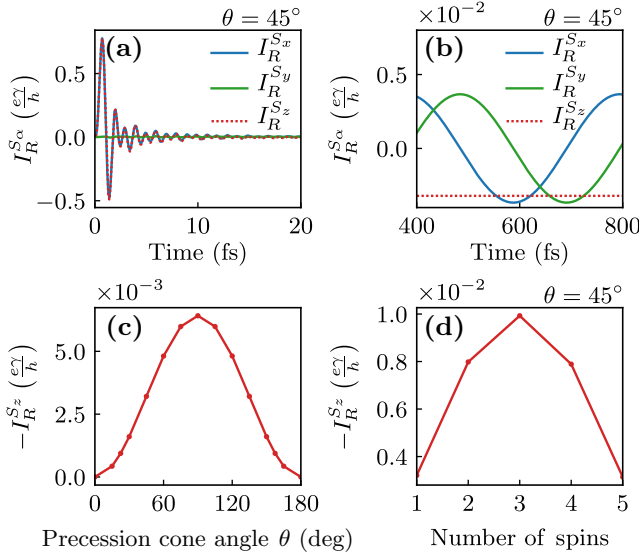 θ = 45°
×10⁻²
(a)
(b)
I_R^{S_x}
I_R^{S_y}
I_R^{S_z}
I_R^{S_x}
I_R^{S_y}
I_R^{S_z}
I_R^{S_α} (eγ/h)
0.5
0.0
−0.5
I_R^{S_α} (eγ/h)
0.0
0 10 20
400 600 800
Time (fs)
Time (fs)
×10⁻³
×10⁻² θ = 45°
(c)
(d)
−I_R^{S_z} (eγ/h)
5.0
2.5
0.0
−I_R^{S_z} (eγ/h)
1.0
0.8
0.6
0.4
0 60 120 180
1 2 3 4 5
Precession cone angle θ (deg)
Number of spins
θ = 45°